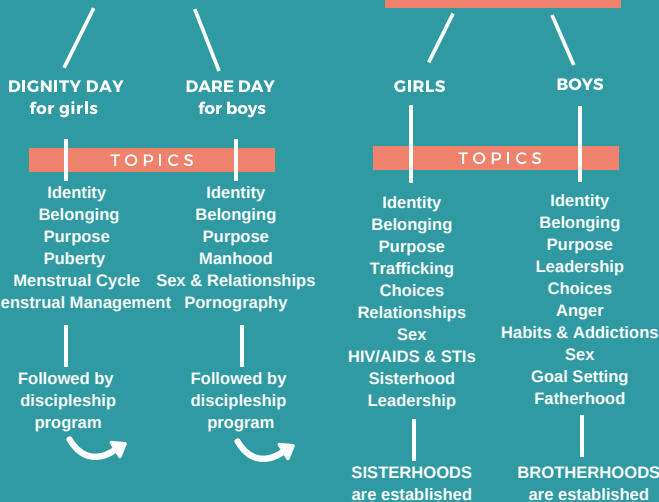 DIGNITY DAY
for girls
DARE DAY
for boys
TOPICS
Identity
Belonging
Purpose
Puberty
Menstrual Cycle
enstrual Management
Identity
Belonging
Purpose
Manhood
Sex & Relationships
Pornography
Followed by
discipleship
program
Followed by
discipleship
program
GIRLS
BOYS
TOPICS
Identity
Belonging
Purpose
Trafficking
Choices
Relationships
Sex
HIV/AIDS & STIs
Sisterhood
Leadership
Identity
Belonging
Purpose
Leadership
Choices
Anger
Habits & Addictions
Sex
Goal Setting
Fatherhood
SISTERHOODS
are established
BROTHERHOODS
are established